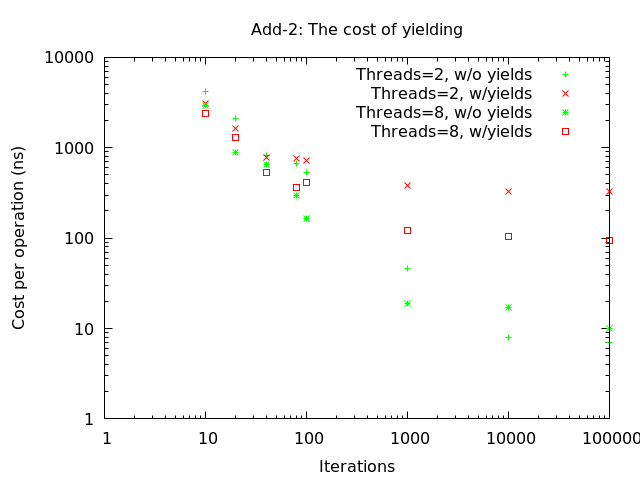 Add-2: The cost of yielding
10000
1000
100
10
1
Cost per operation (ns)
Threads=2, w/o yields
Threads=2, w/yields
Threads=8, w/o yields
Threads=8, w/yields
1 10 100 1000 10000 100000
Iterations